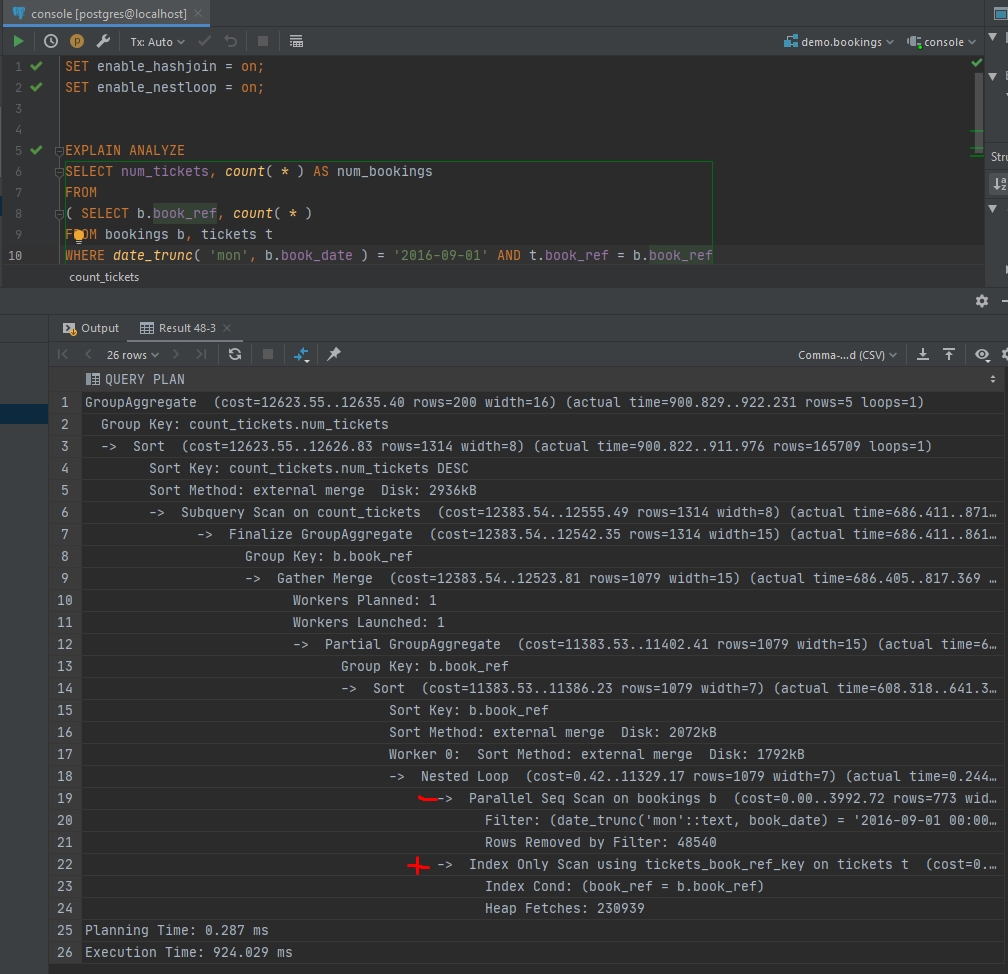 console [postgres@localhost]
Tx: Auto
demo.bookings
console
1 SET enable_hashjoin = on;
2 SET enable_nestloop = on;
3
4
5 EXPLAIN ANALYZE
6 SELECT num_tickets, count( * ) AS num_bookings
7 FROM
8 ( SELECT b.book_ref, count( * )
9 FROM bookings b, tickets t
10 WHERE date_trunc( 'mon', b.book_date ) = '2016-09-01' AND t.book_ref = b.book_ref
count_tickets
Output
Result 48-3
26 rows
Comma-...d (CSV)
QUERY PLAN
1 GroupAggregate (cost=12623.55..12635.40 rows=200 width=16) (actual time=900.829..922.231 rows=5 loops=1)
2 Group Key: count_tickets.num_tickets
3 -> Sort (cost=12623.55..12626.83 rows=1314 width=8) (actual time=900.822..911.976 rows=165709 loops=1)
4 Sort Key: count_tickets.num_tickets DESC
5 Sort Method: external merge Disk: 2936kB
6 -> Subquery Scan on count_tickets (cost=12383.54..12555.49 rows=1314 width=8) (actual time=686.411..871...
7 -> Finalize GroupAggregate (cost=12383.54..12542.35 rows=1314 width=15) (actual time=686.411..861...
8 Group Key: b.book_ref
9 -> Gather Merge (cost=12383.54..12523.81 rows=1079 width=15) (actual time=686.405..817.369 ...
10 Workers Planned: 1
11 Workers Launched: 1
12 -> Partial GroupAggregate (cost=11383.53..11402.41 rows=1079 width=15) (actual time=6...
13 Group Key: b.book_ref
14 -> Sort (cost=11383.53..11386.23 rows=1079 width=7) (actual time=608.318..641.3...
15 Sort Key: b.book_ref
16 Sort Method: external merge Disk: 2072kB
17 Worker 0: Sort Method: external merge Disk: 1792kB
18 -> Nested Loop (cost=0.42..11329.17 rows=1079 width=7) (actual time=0.244...
19 -> Parallel Seq Scan on bookings b (cost=0.00..3992.72 rows=773 wid...
20 Filter: (date_trunc('mon'::text, book_date) = '2016-09-01 00:00...
21 Rows Removed by Filter: 48540
22 -> Index Only Scan using tickets_book_ref_key on tickets t (cost=0....
23 Index Cond: (book_ref = b.book_ref)
24 Heap Fetches: 230939
25 Planning Time: 0.287 ms
26 Execution Time: 924.029 ms